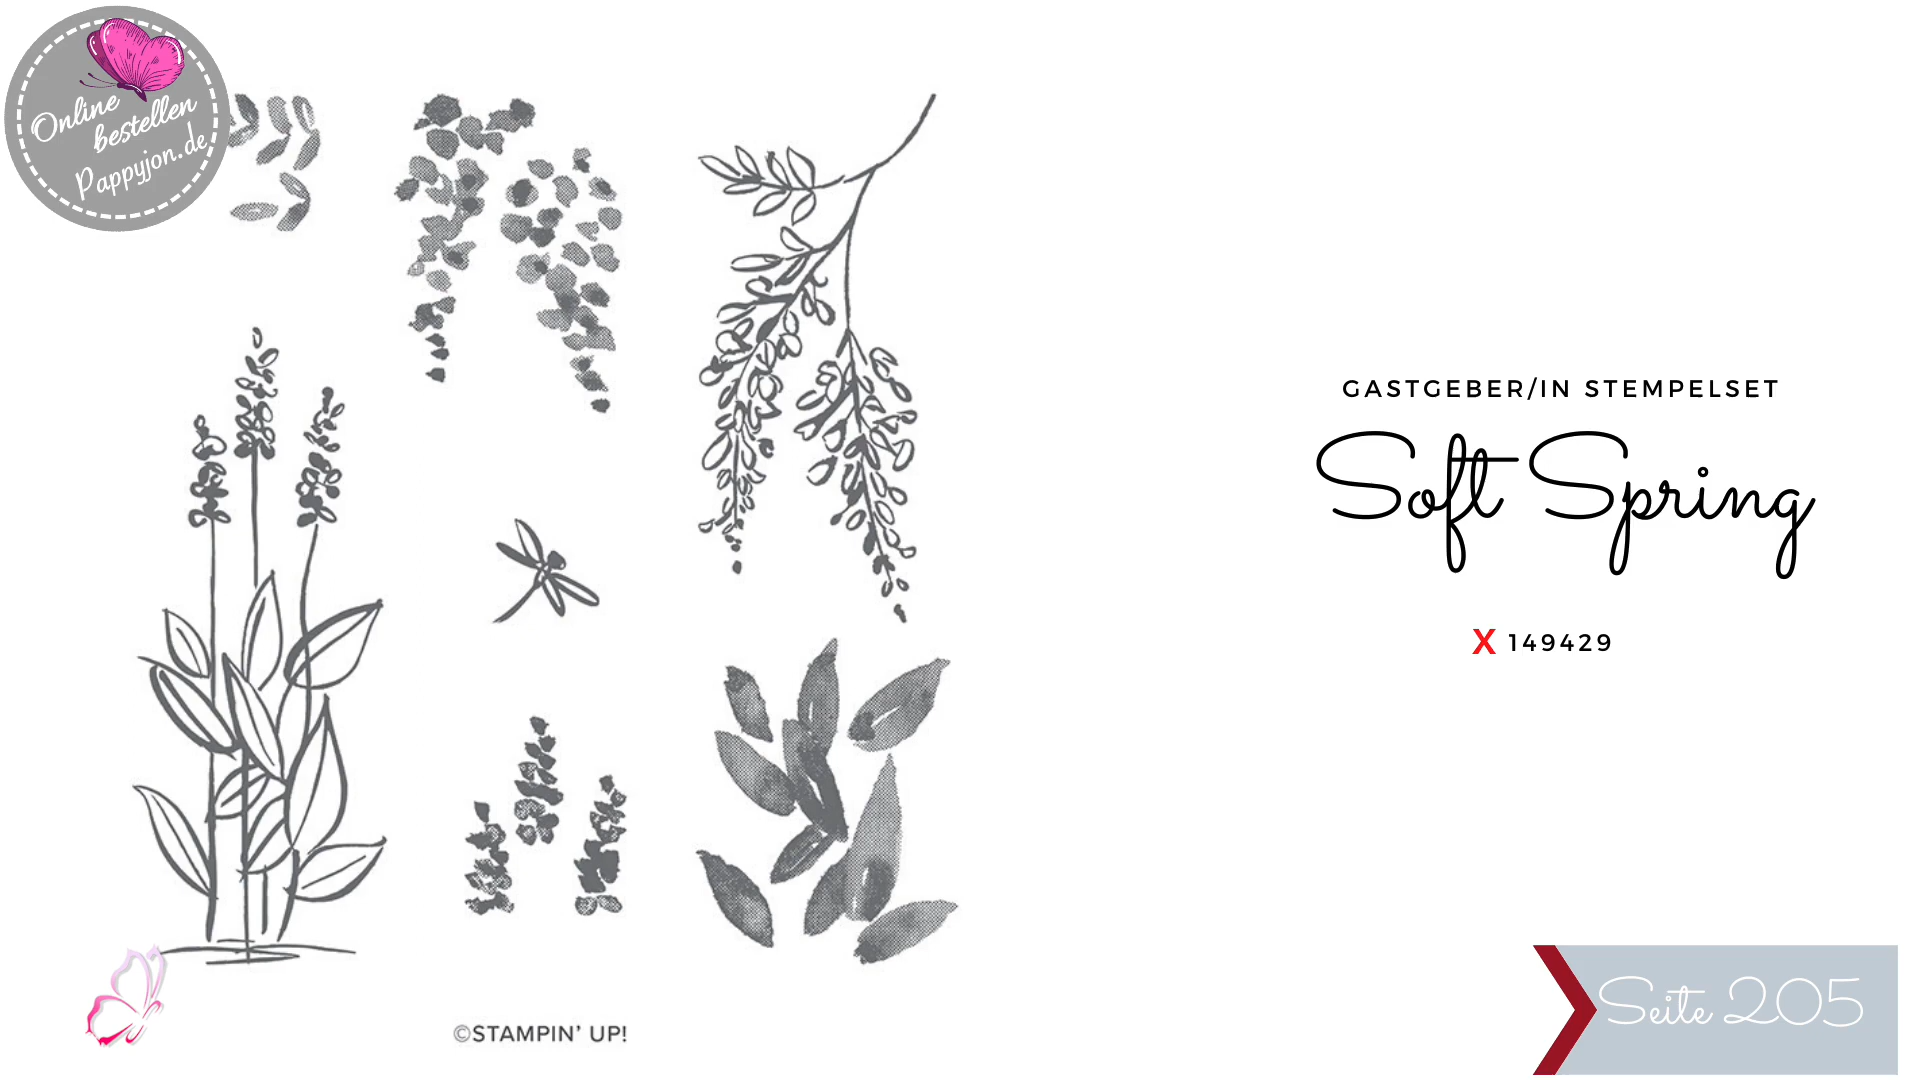 Online
bestellen
Pappyjon.de
GASTGEBER/IN STEMPELSET
Soft Spring
X 149429
©STAMPIN’ UP!
Seite 205